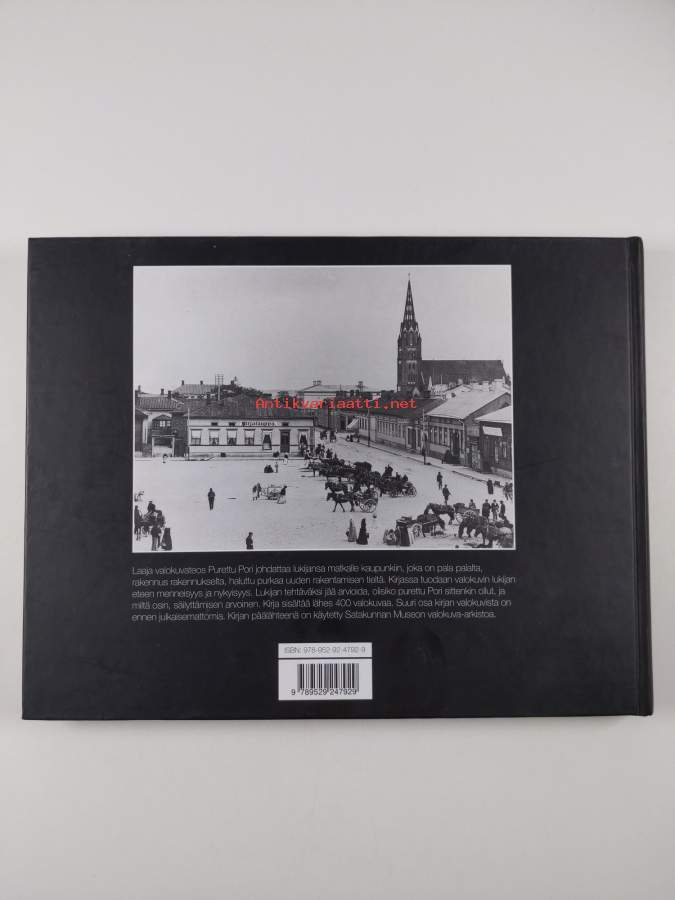 Kirjakauppa.
Antikvariaatti.net
Laaja valokuvateos Purettu Pori johdattaa lukijansa matkalle kaupunkiin, joka on pala palalta,
rakennus rakennukselta, haluttu purkaa uuden rakentamisen tieltä. Kirjassa tuodaan valokuvin lukijan
eteen menneisyys ja nykyisyys. Lukijan tehtäväksi jää arvioida, olisiko purettu Pori sittenkin ollut, ja
miltä osin, säilyttämisen arvoinen. Kirja sisältää lähes 400 valokuvaa. Suuri osa kirjan valokuvista on
ennen julkaisemattomia. Kirjan päälähteenä on käytetty Satakunnan Museon valokuva-arkistoa.
ISBN: 978-952-92-4792-9
9 789529 247929